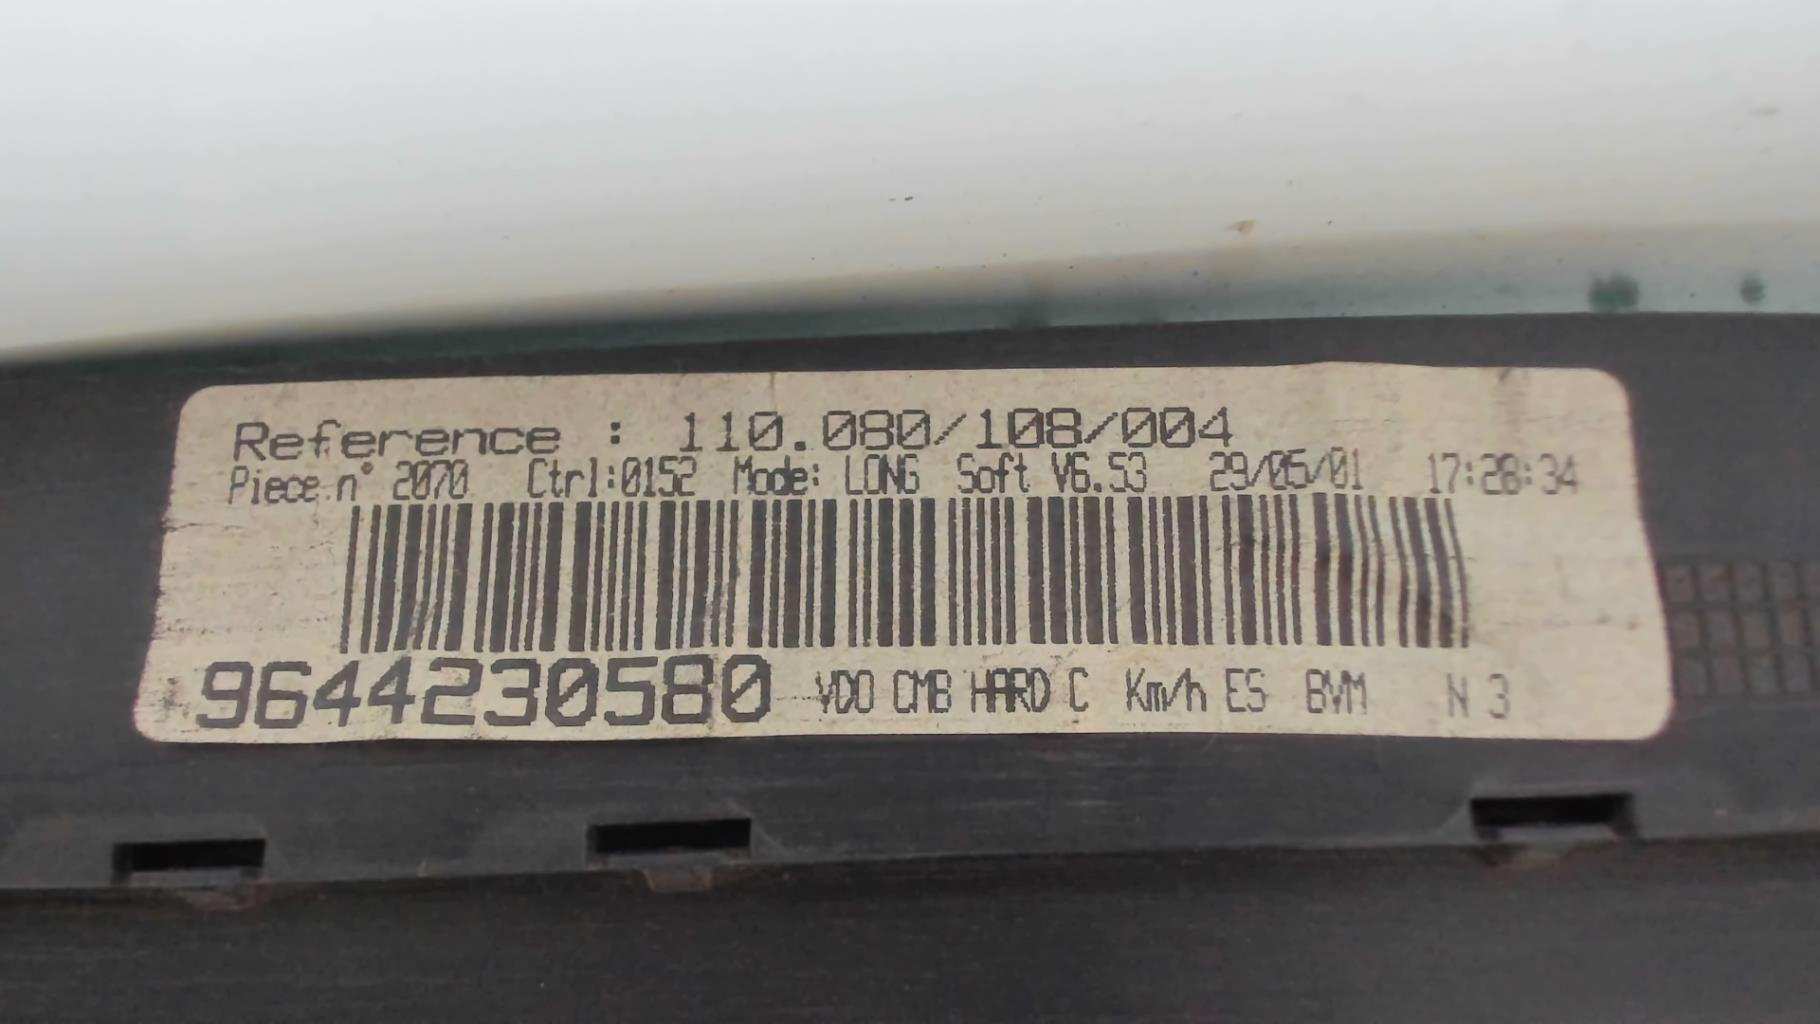 Reference : 110.080/108/004
Piece n° 2070 Ctrl:0152 Mode: LONG Soft V6.53 29/05/01 17:28:34
9644230580 VDO CMB HARD C Km/h ES BVM N 3